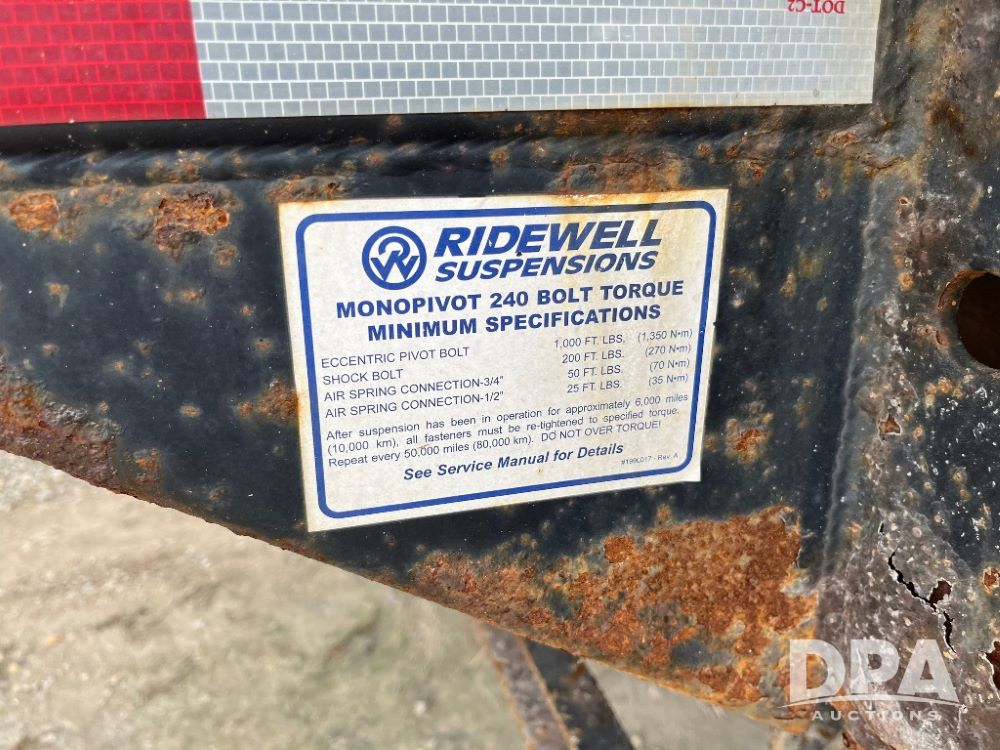 DOT-C2
RIDEWELL
SUSPENSIONS
MONOPIVOT 240 BOLT TORQUE
MINIMUM SPECIFICATIONS
ECCENTRIC PIVOT BOLT 1,000 FT. LBS. (1,350 N•m)
SHOCK BOLT 200 FT. LBS. (270 N•m)
AIR SPRING CONNECTION-3/4" 50 FT. LBS. (70 N•m)
AIR SPRING CONNECTION-1/2" 25 FT. LBS. (35 N•m)
After suspension has been in operation for approximately 6,000 miles
(10,000 km), all fasteners must be re-tightened to specified torque.
Repeat every 50,000 miles (80,000 km). DO NOT OVER TORQUE!
See Service Manual for Details
#199L017 - Rev. A
DPA
AUCTIONS